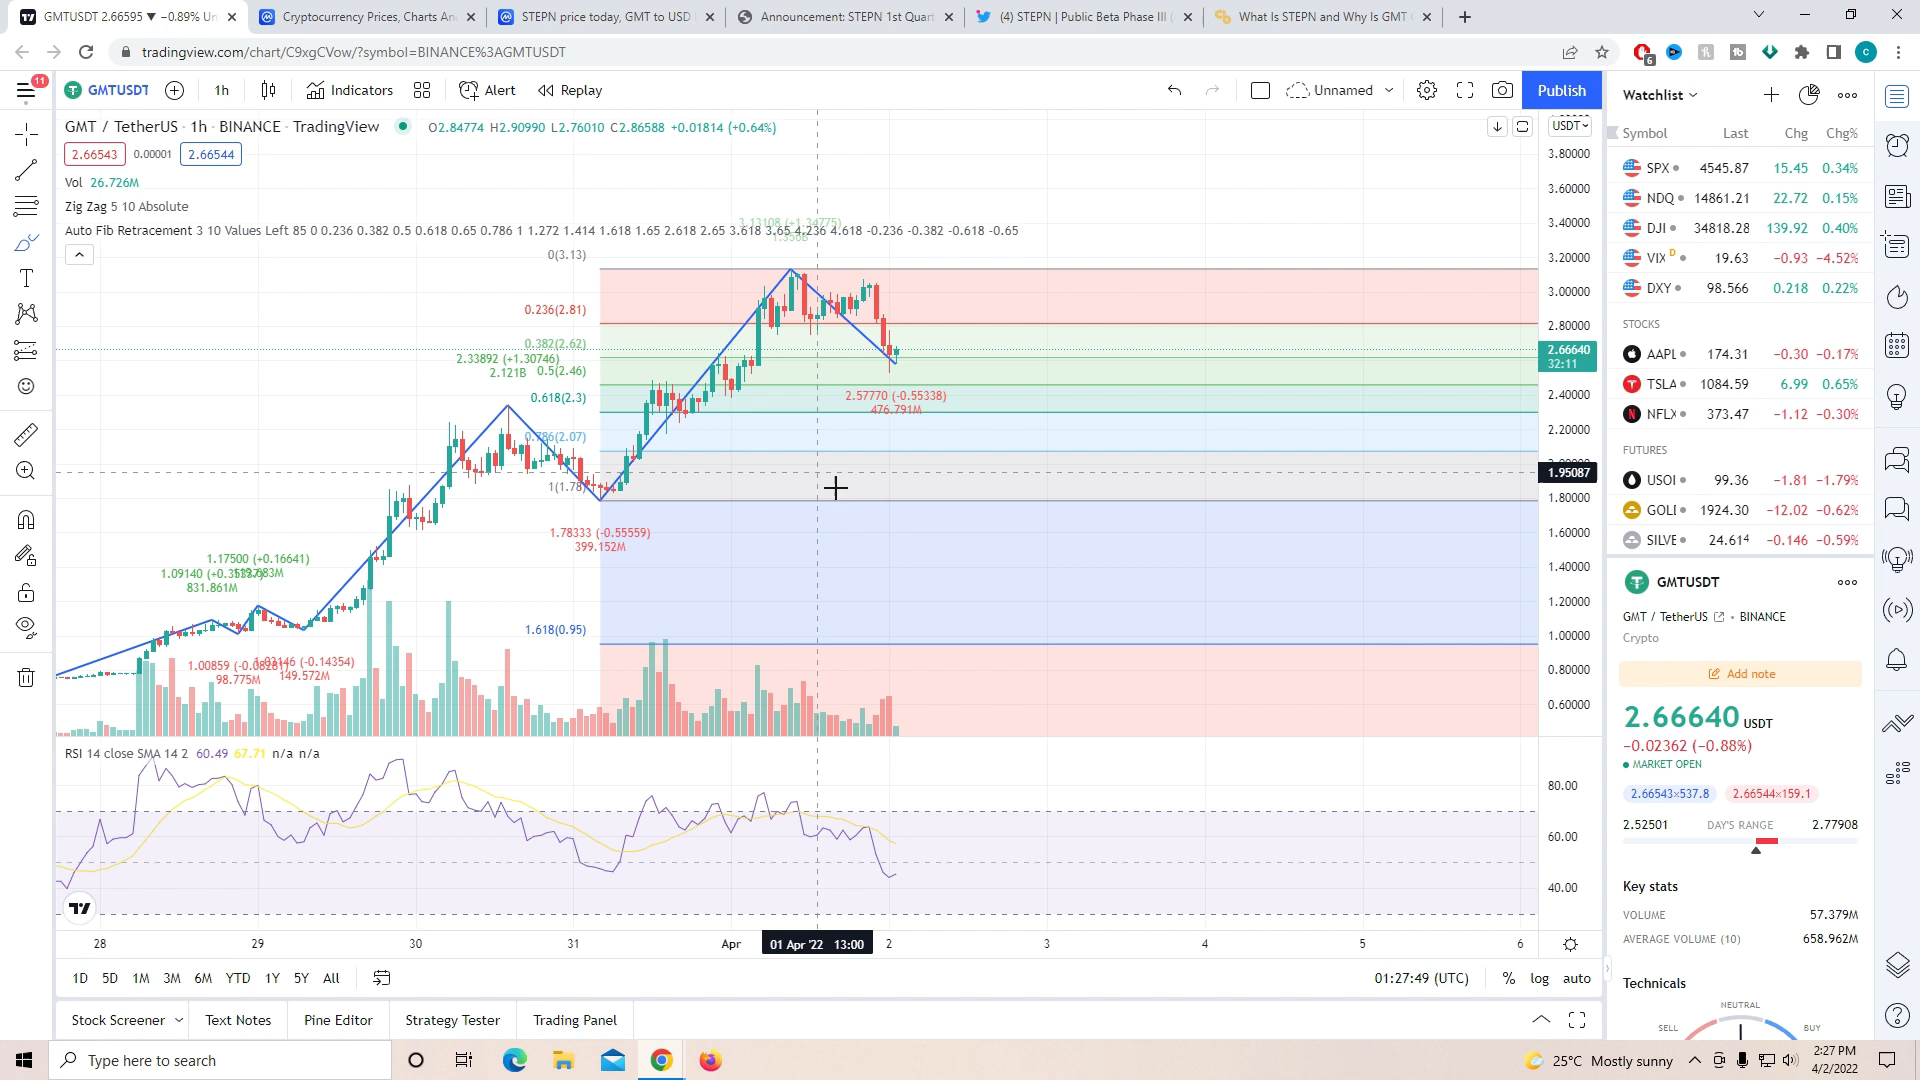 GMTUSDT 2.66595 ▼ −0.89% Un
Cryptocurrency Prices, Charts An
STEPN price today, GMT to USD
Announcement: STEPN 1st Quart
(4) STEPN | Public Beta Phase III (
What Is STEPN and Why Is GMT
tradingview.com/chart/C9xgCVow/?symbol=BINANCE%3AGMTUSDT
6
C
11
GMTUSDT
1h
Indicators
Alert
Replay
Unnamed
Publish
GMT / TetherUS · 1h · BINANCE · TradingView
O2.84774 H2.90990 L2.76010 C2.86588 +0.01814 (+0.64%)
2.66543
0.00001
2.66544
Vol 26.726M
Zig Zag 5 10 Absolute
Auto Fib Retracement 3 10 Values Left 85 0 0.236 0.382 0.5 0.618 0.65 0.786 1 1.272 1.414 1.618 1.65 2.618 2.65 3.618 3.65 4.236 4.618 -0.236 -0.382 -0.618 -0.65
3.13108 (+1.34775)
1.356B
0(3.13)
0.236(2.81)
0.382(2.62)
2.33892 (+1.30746)
2.121B
0.5(2.46)
0.618(2.3)
0.786(2.07)
1(1.78)
1.618(0.95)
2.57770 (-0.55338)
476.791M
1.78333 (-0.55559)
399.152M
1.17500 (+0.16641)
831.861M
98.775M
1.03146 (-0.14354)
149.572M
USDT
3.80000
3.60000
3.40000
3.20000
3.00000
2.80000
2.66640
32:11
2.40000
2.20000
1.95087
1.80000
1.60000
1.40000
1.20000
1.00000
0.80000
0.60000
RSI 14 close SMA 14 2 60.49 67.71 n/a n/a
80.00
60.00
40.00
28
29
30
31
Apr
01 Apr '22 13:00
2
3
4
5
6
1D
5D
1M
3M
6M
YTD
1Y
5Y
All
01:27:49 (UTC)
%
log
auto
Stock Screener
Text Notes
Pine Editor
Strategy Tester
Trading Panel
Watchlist
Symbol Last Chg Chg%
SPX 4545.87 15.45 0.34%
NDQ 14861.21 22.72 0.15%
DJI 34818.28 139.92 0.40%
VIX D 19.63 −0.93 −4.52%
DXY 98.566 0.218 0.22%
STOCKS
AAPL 174.31 −0.30 −0.17%
TSLA 1084.59 6.99 0.65%
NFLX 373.47 −1.12 −0.30%
FUTURES
USOI 99.36 −1.81 −1.79%
GOLD 1924.30 −12.02 −0.62%
SILVE 24.614 −0.146 −0.59%
GMTUSDT
GMT / TetherUS • BINANCE
Crypto
Add note
2.66640 USDT
−0.02362 (−0.88%)
MARKET OPEN
2.66543×537.8
2.66544×159.1
2.52501 DAY'S RANGE 2.77908
Key stats
VOLUME 57.379M
AVERAGE VOLUME (10) 658.962M
Technicals
NEUTRAL
SELL
BUY
Type here to search
25°C Mostly sunny
2:27 PM
4/2/2022